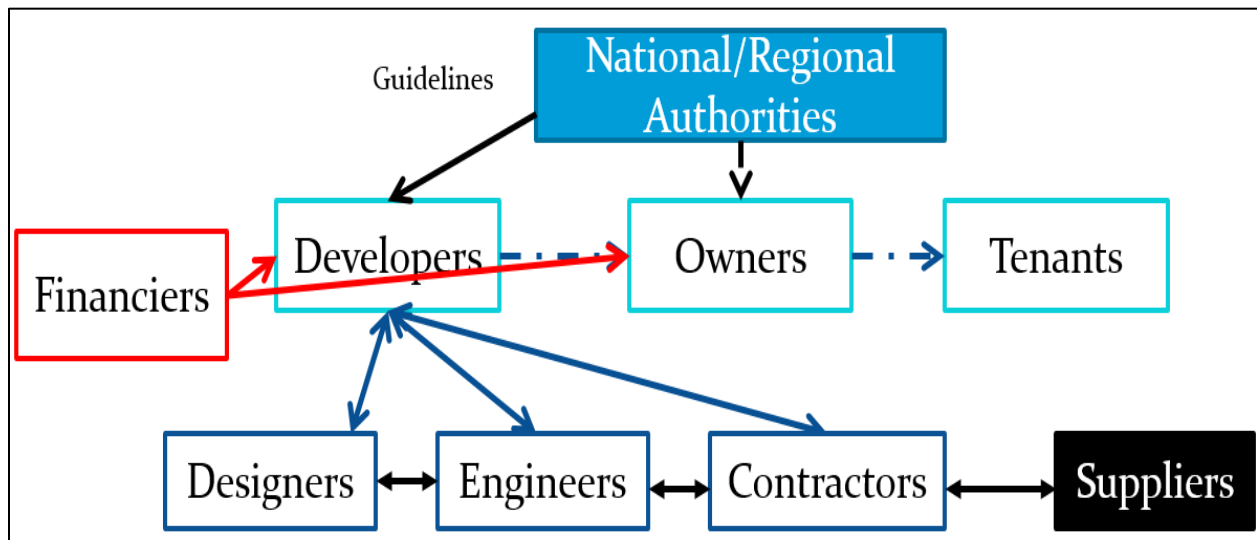 National/Regional
Authorities
Guidelines
Financiers
Developers
Owners
Tenants
Designers
Engineers
Contractors
Suppliers